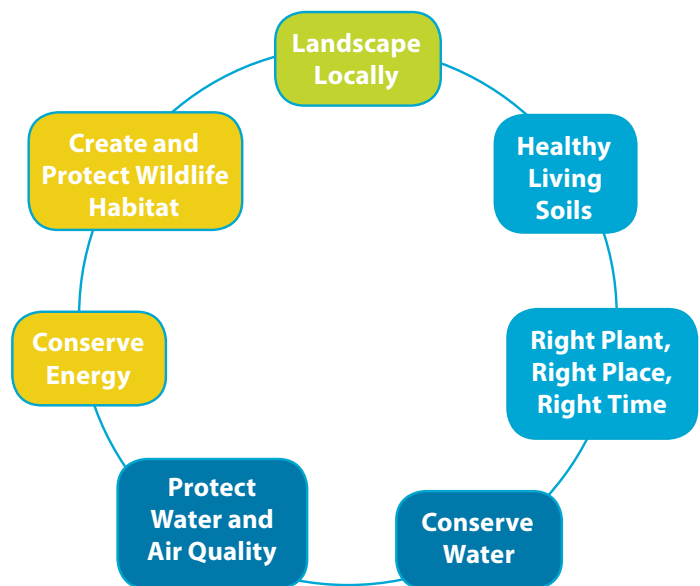 Landscape
Locally
Healthy
Living
Soils
Right Plant,
Right Place,
Right Time
Conserve
Water
Protect
Water and
Air Quality
Conserve
Energy
Create and
Protect Wildlife
Habitat